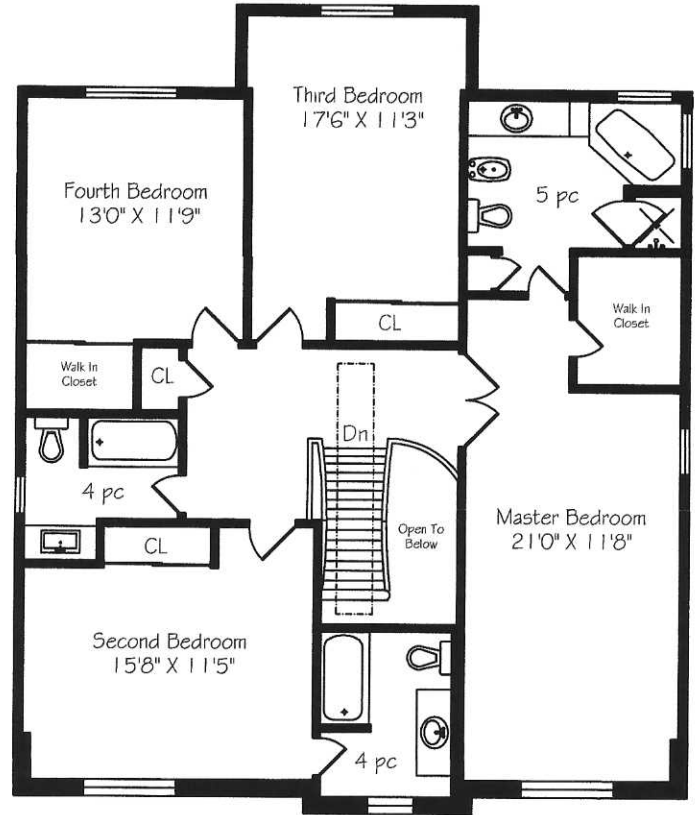 Third Bedroom
17'6" X 11'3"
Fourth Bedroom
13'0" X 11'9"
5 pc
Walk In
Closet
CL
Walk In
Closet
CL
Dn
4 pc
Open To
Below
Master Bedroom
21'0" X 11'8"
CL
Second Bedroom
15'8" X 11'5"
4 pc